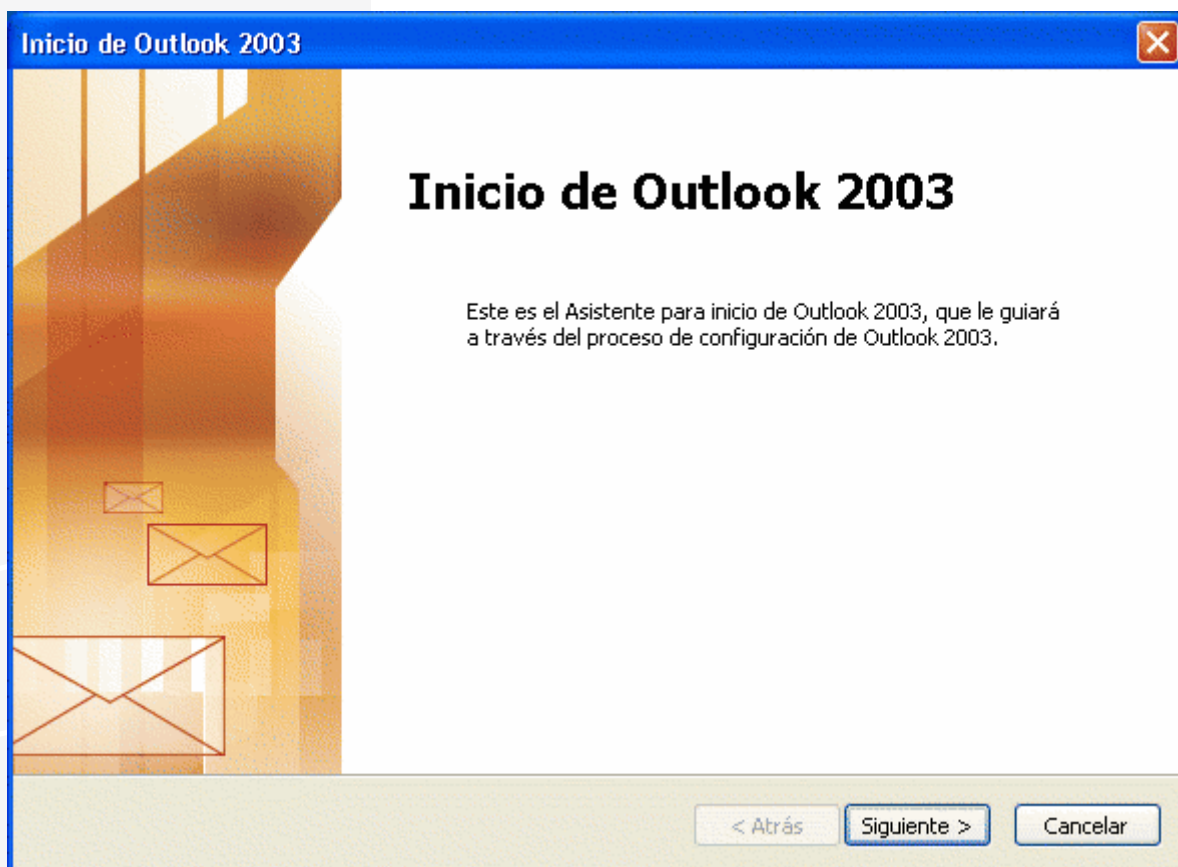 Inicio de Outlook 2003
Inicio de Outlook 2003
Este es el Asistente para inicio de Outlook 2003, que le guiará
a través del proceso de configuración de Outlook 2003.
< Atrás Siguiente > Cancelar